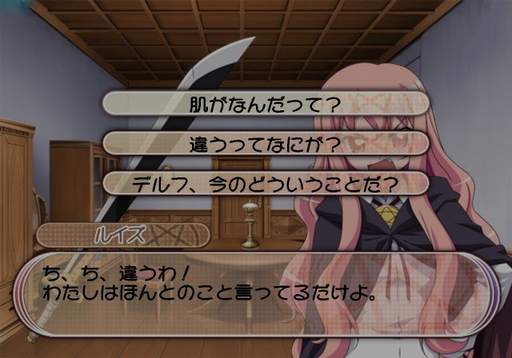 肌がなんだって？
違うってなにが？
デルフ、今のどういうことだ？
ルイズ
ち、ち、違うわ！
わたしはほんとのこと言ってるだけよ。